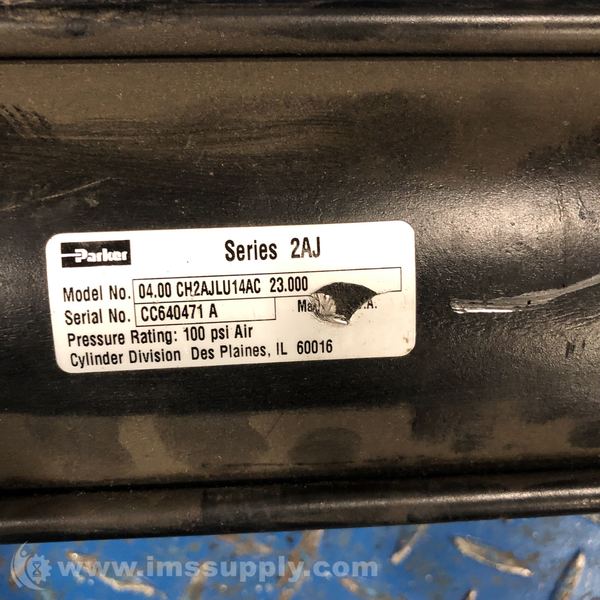 Parker
Series 2AJ
Model No. 04.00 CH2AJLU14AC 23.000
Serial No. CC640471 A
Pressure Rating: 100 psi Air
Cylinder Division Des Plaines, IL 60016
www.imssupply.com